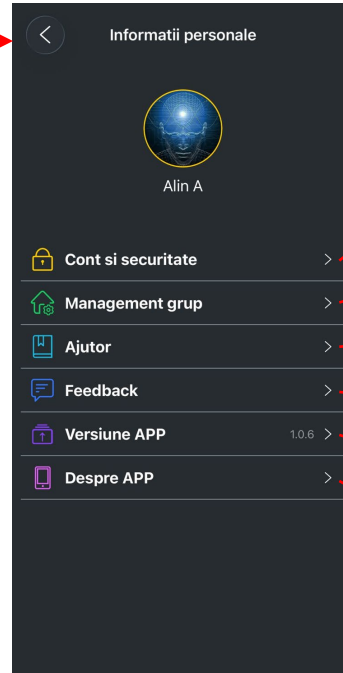 Informatii personale
Alin A
Cont si securitate
Management grup
Ajutor
Feedback
Versiune APP 1.0.6
Despre APP